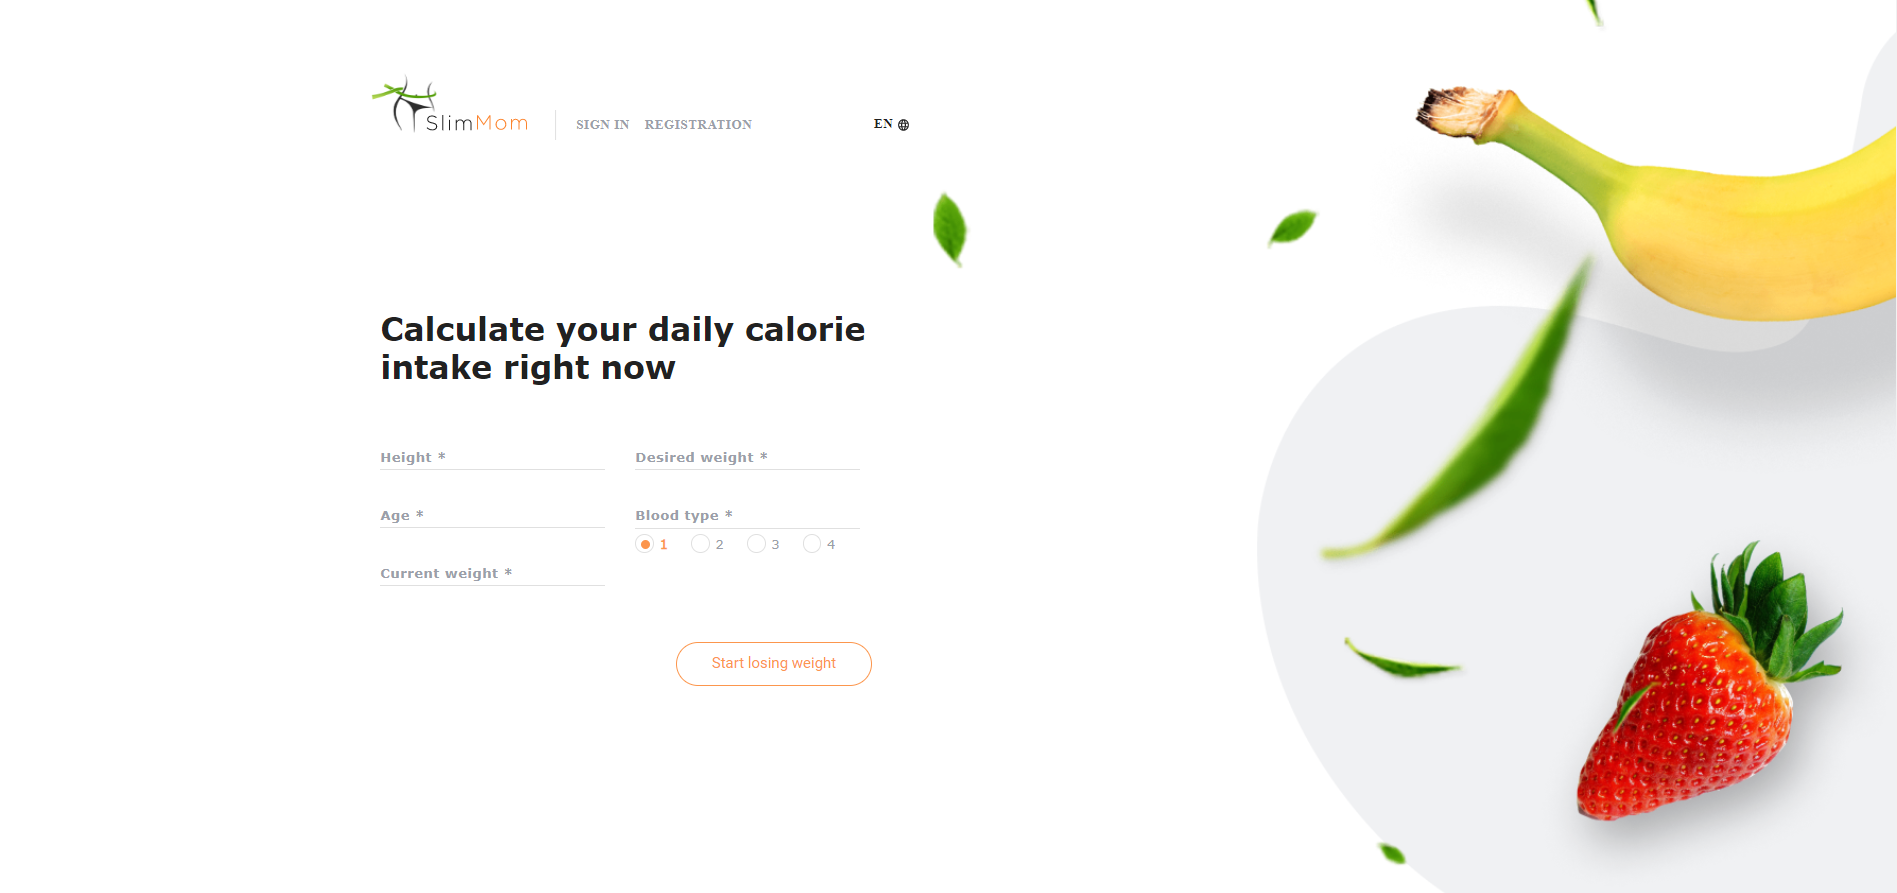 SlimMom
SIGN IN
REGISTRATION
EN
Calculate your daily calorie
intake right now
Height *
Desired weight *
Age *
Blood type *
1 2 3 4
Current weight *
Start losing weight